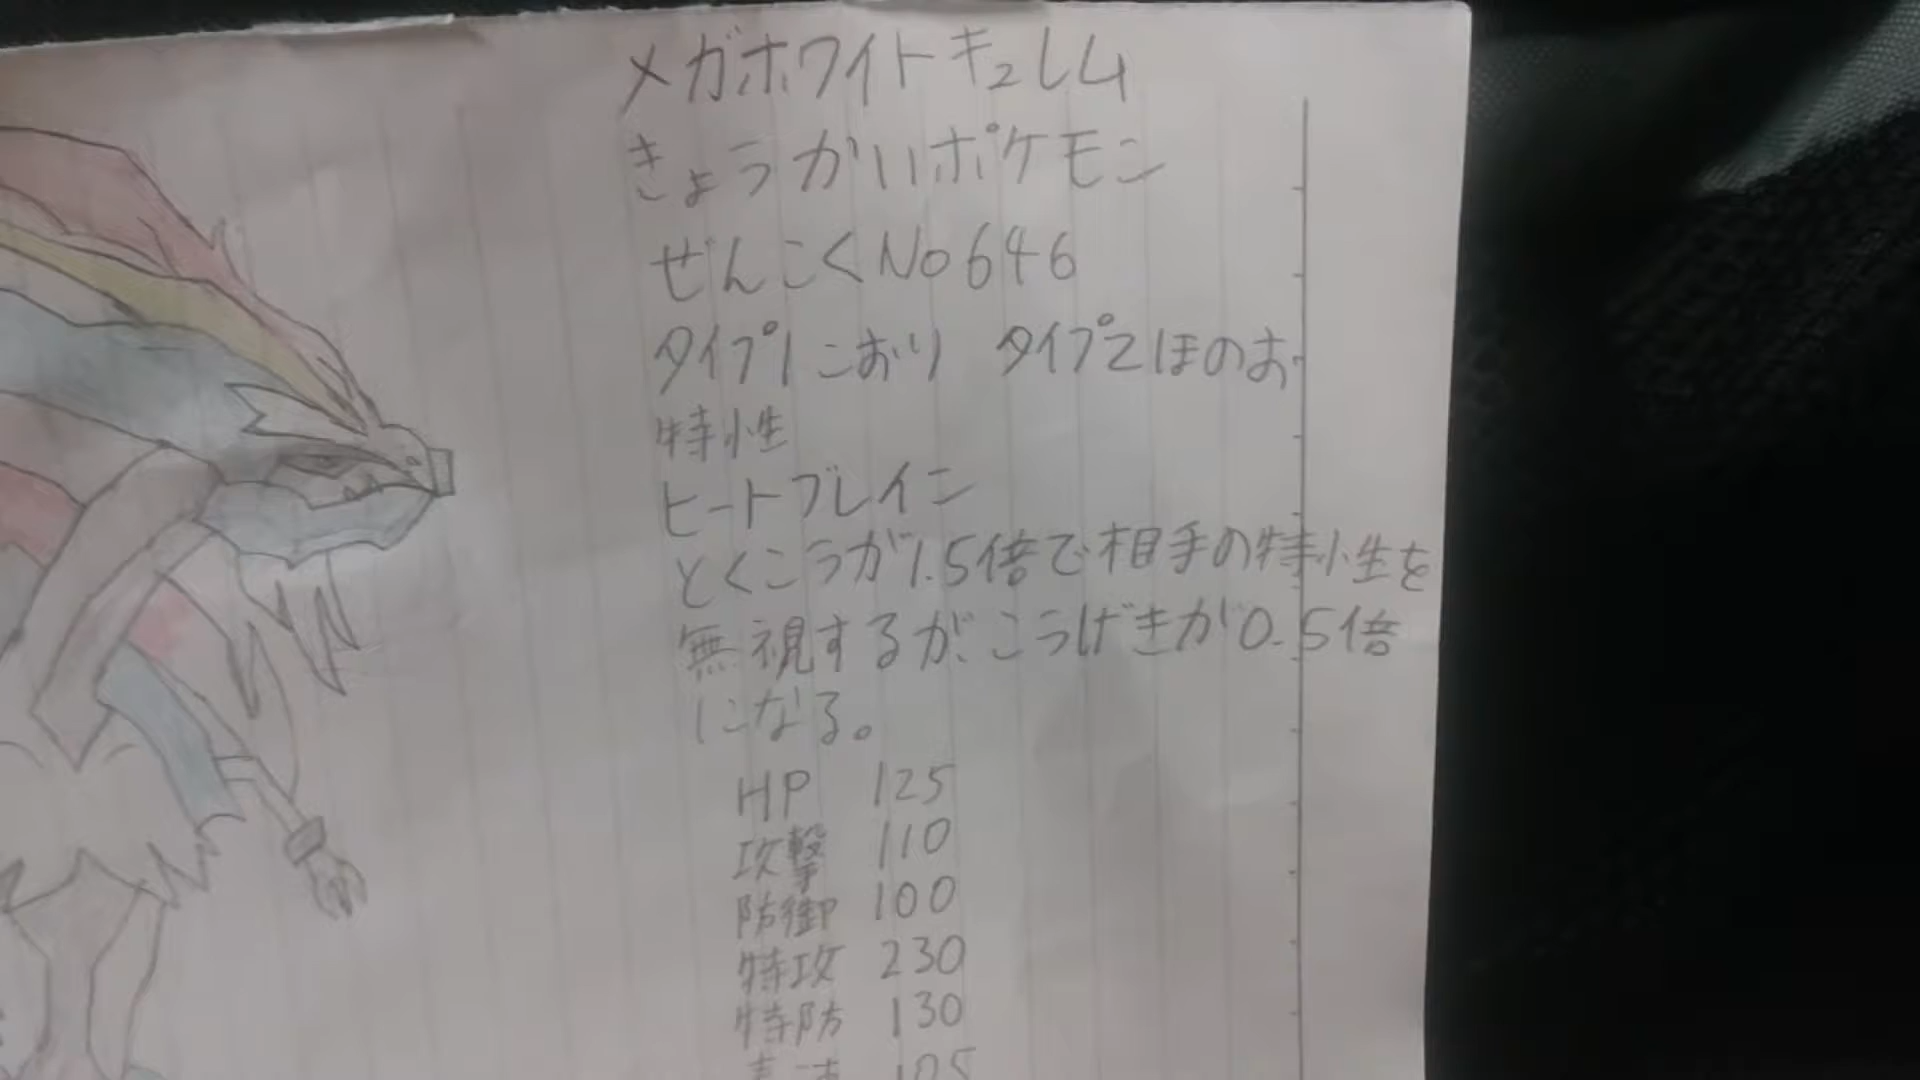 メガホワイトキュレム
きょうかいポケモン
ぜんこくNo646
タイプ1こおり タイプ2ほのお
特性
ヒートブレイン
とくこうが1.5倍で相手の特性を
無視するが、こうげきが0.5倍
になる。
HP 125
攻撃 110
防御 100
特攻 230
特防 130
105